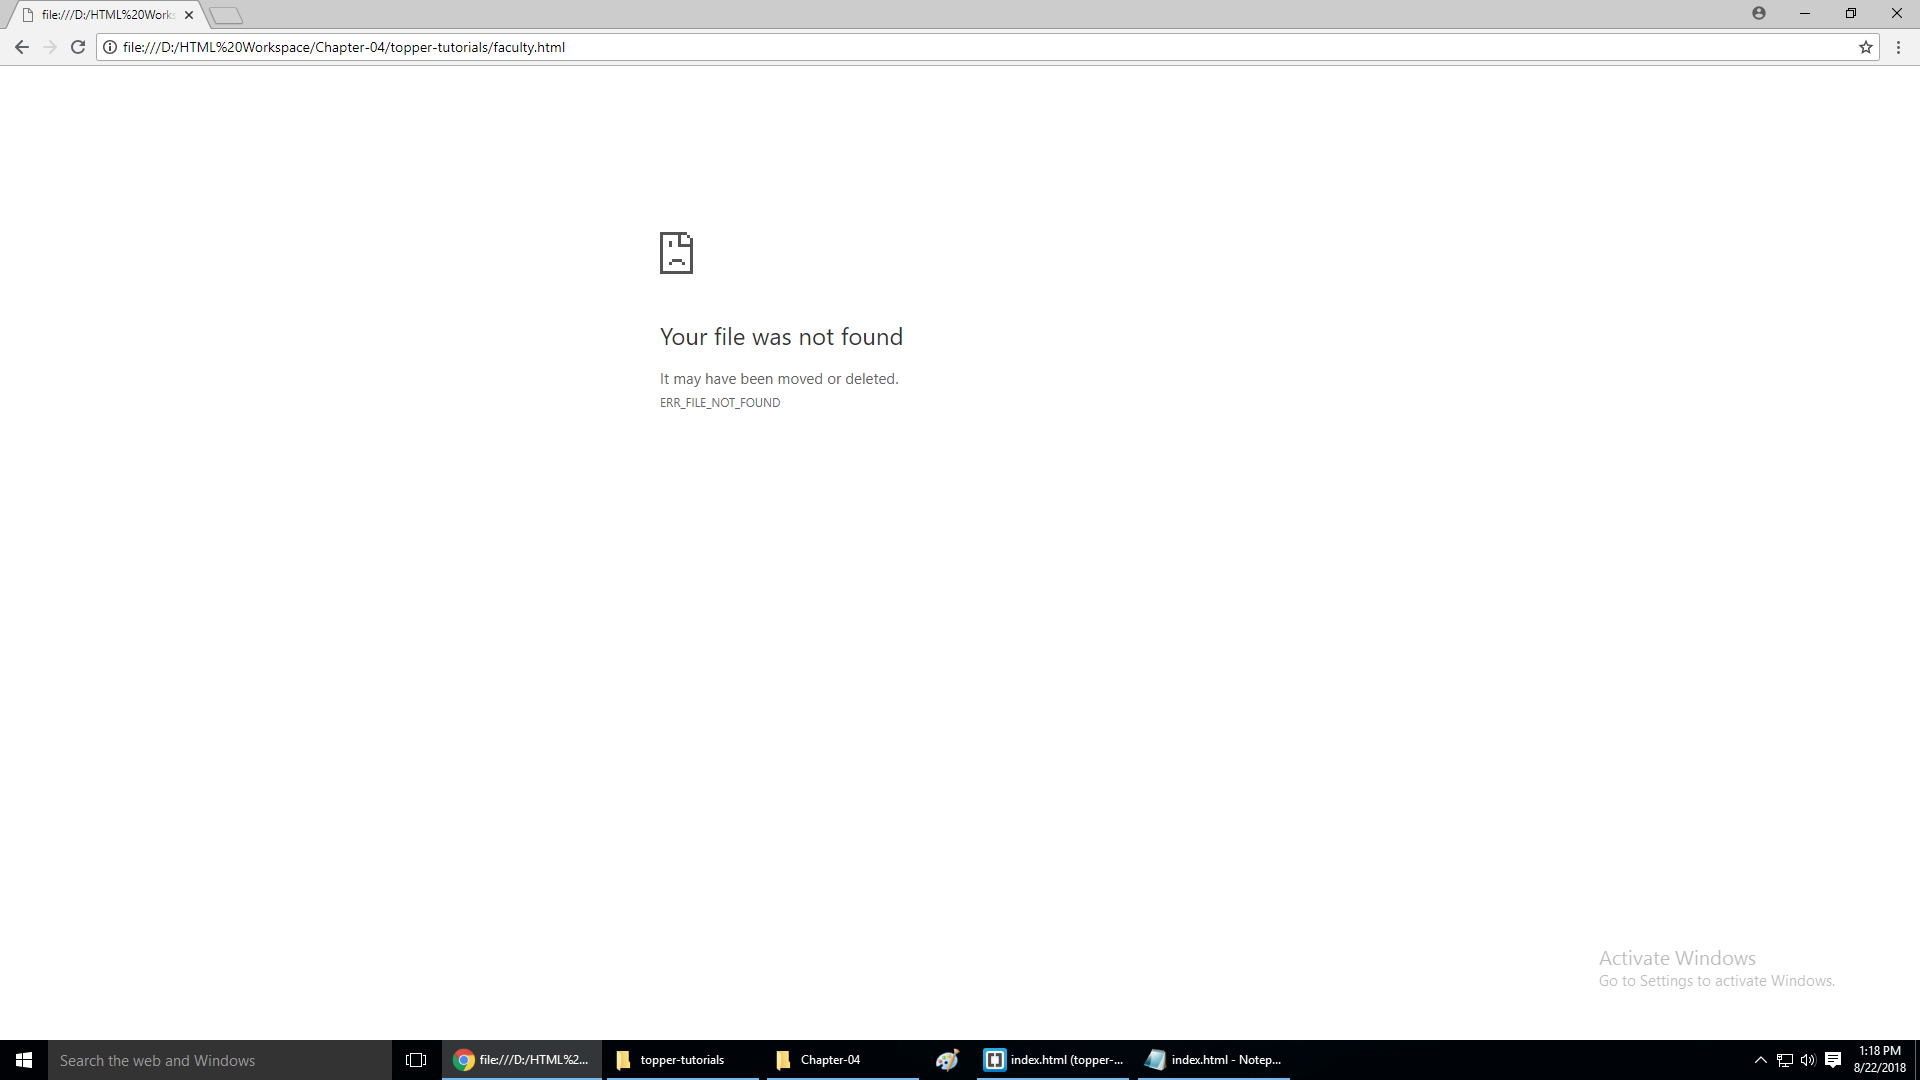 file:///D:/HTML%20Works
file:///D:/HTML%20Workspace/Chapter-04/topper-tutorials/faculty.html
Your file was not found
It may have been moved or deleted.
ERR_FILE_NOT_FOUND
Activate Windows
Go to Settings to activate Windows.
Search the web and Windows
file:///D:/HTML%2...
topper-tutorials
Chapter-04
index.html (topper-...
index.html - Notep...
1:18 PM
8/22/2018